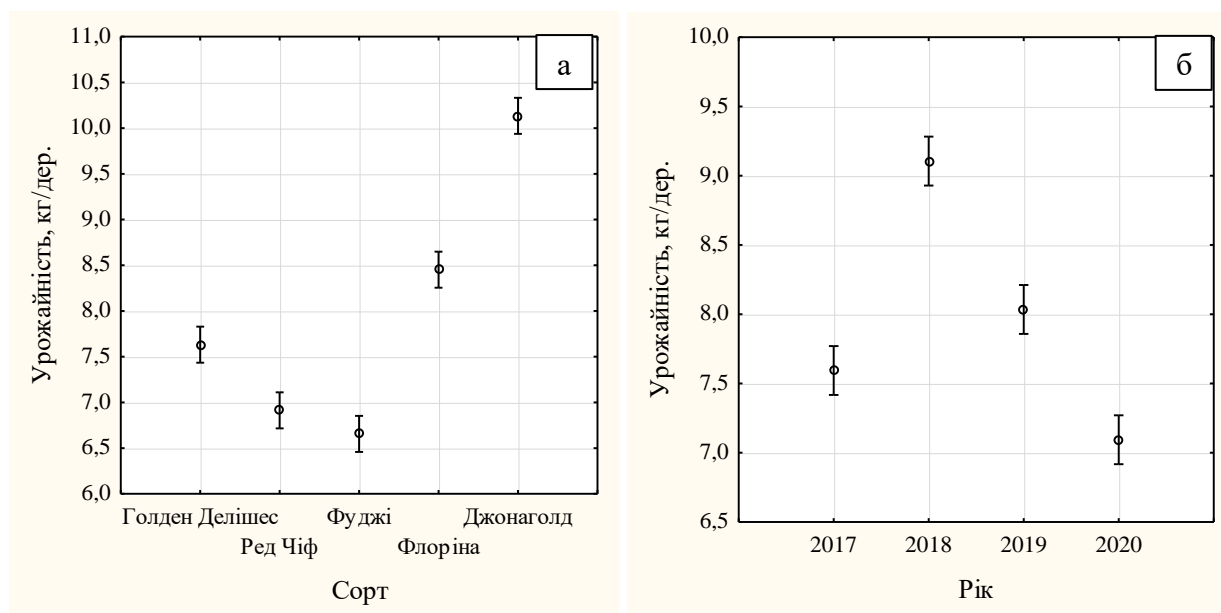 а
Урожайність, кг/дер.
11,0
10,5
10,0
9,5
9,0
8,5
8,0
7,5
7,0
6,5
6,0
Голден Делішес Фуджі Джонаголд
Ред Чіф Флоріна
Сорт
б
Урожайність, кг/дер.
10,0
9,5
9,0
8,5
8,0
7,5
7,0
6,5
2017 2018 2019 2020
Рік